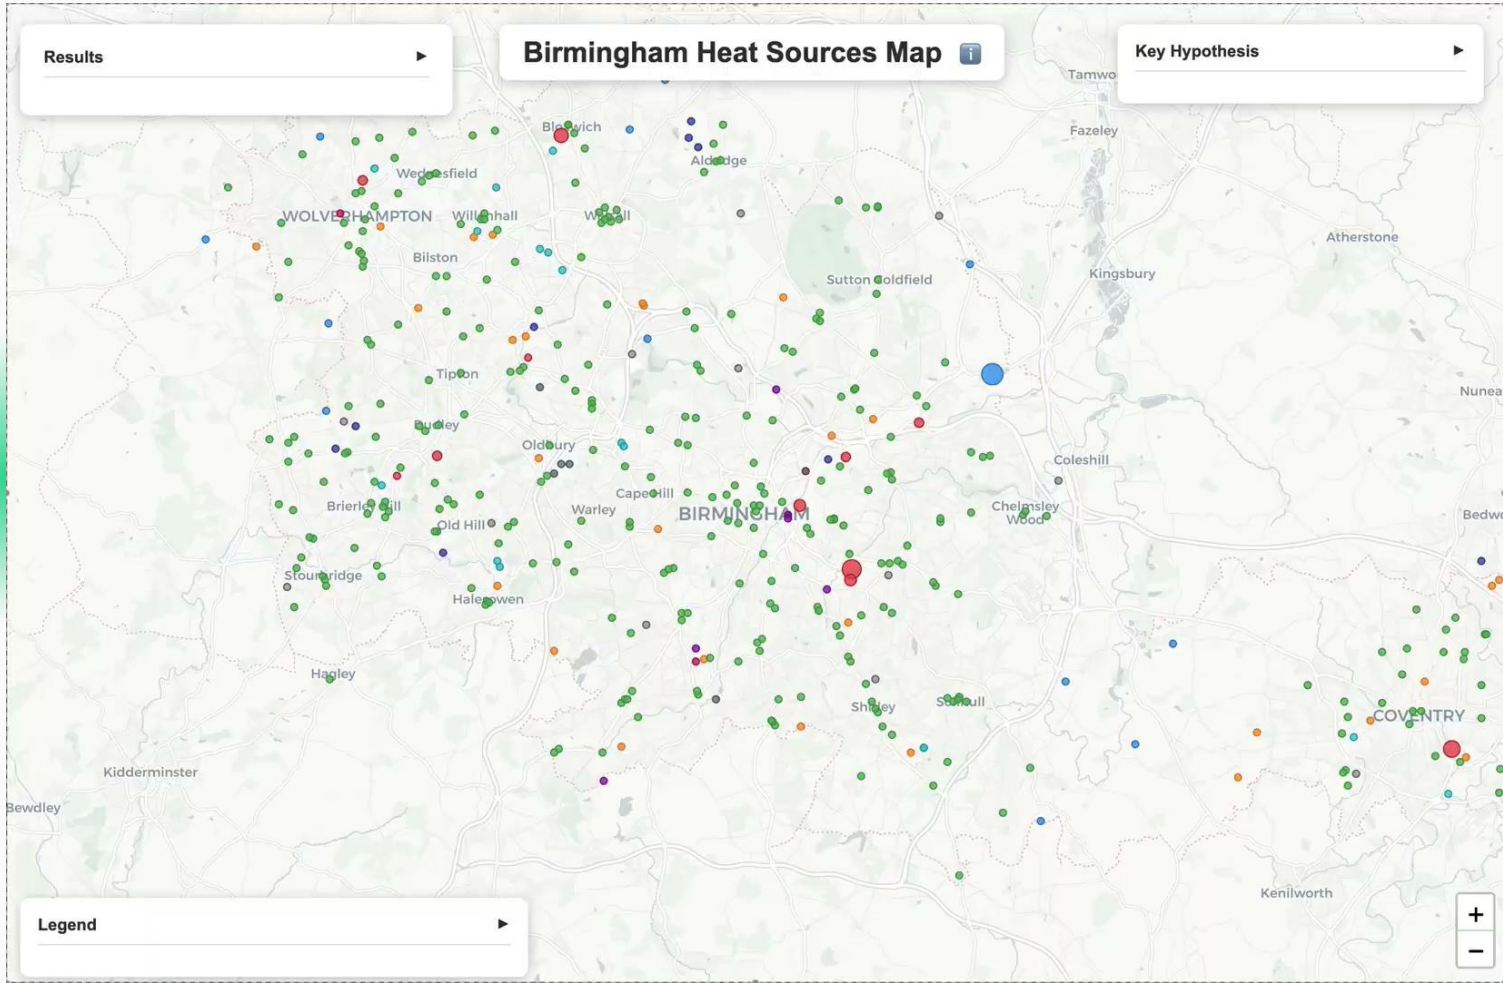 Results ►
Birmingham Heat Sources Map ℹ
Key Hypothesis ►
Tamwo
Bloxwich
Fazeley
Aldridge
Wednesfield
WOLVERHAMPTON
Willenhall
Walsall
Atherstone
Bilston
Sutton Coldfield
Kingsbury
Tipton
Nunea
Dudley
Oldbury
Coleshill
Brierley Hill
Cape Hill
Warley
BIRMINGHAM
Chelmsley
Wood
Bedwo
Old Hill
Stourbridge
Halesowen
Hagley
Shirley
Solihull
COVENTRY
Kidderminster
Bewdley
Kenilworth
Legend ►
+
−